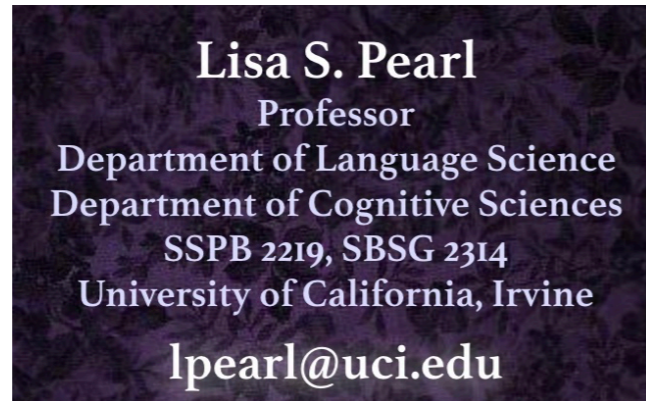 Lisa S. Pearl
Professor
Department of Language Science
Department of Cognitive Sciences
SSPB 2219, SBSG 2314
University of California, Irvine
lpearl@uci.edu